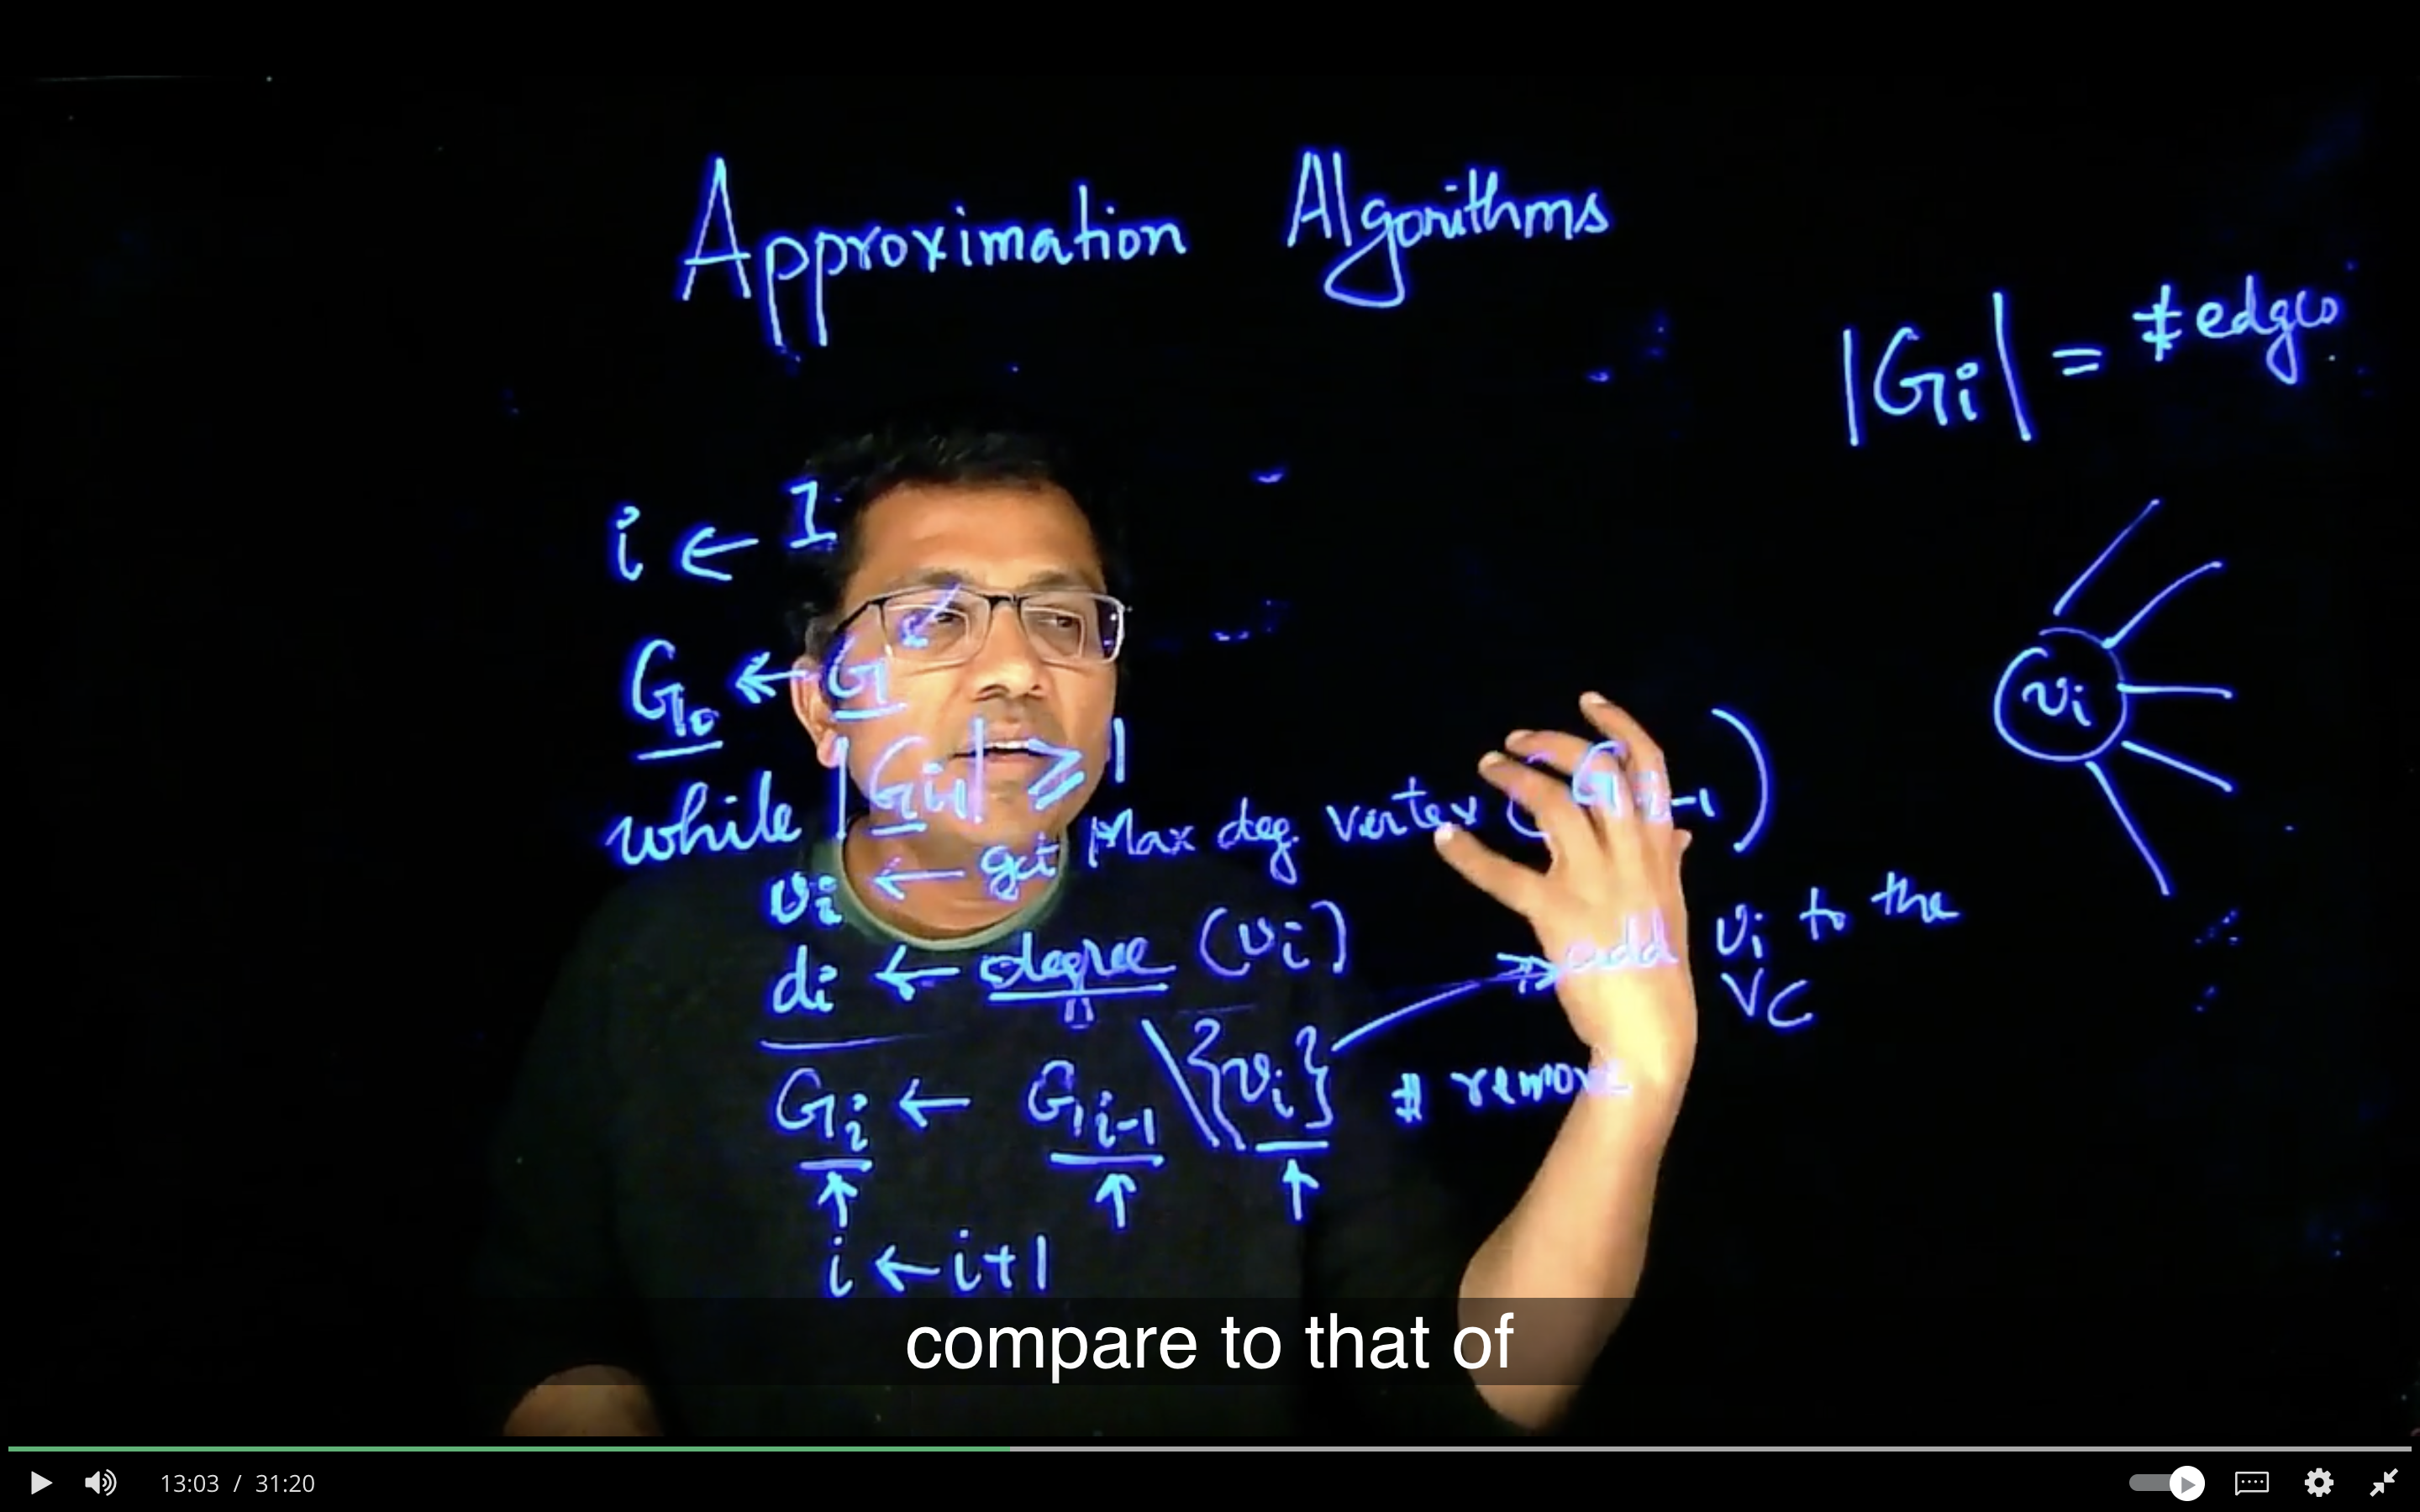 Approximation Algorithms
|Gi| = #edges
i ← 1
G0 ← G
while |Gi-1| ≥ 1
vi ← get Max deg vertex (Gi-1)
di ← degree (vi)
add vi to the
VC
Gi ← Gi-1 \ {vi} # remove
i ← i+1
vi
compare to that of
13:03 / 31:20